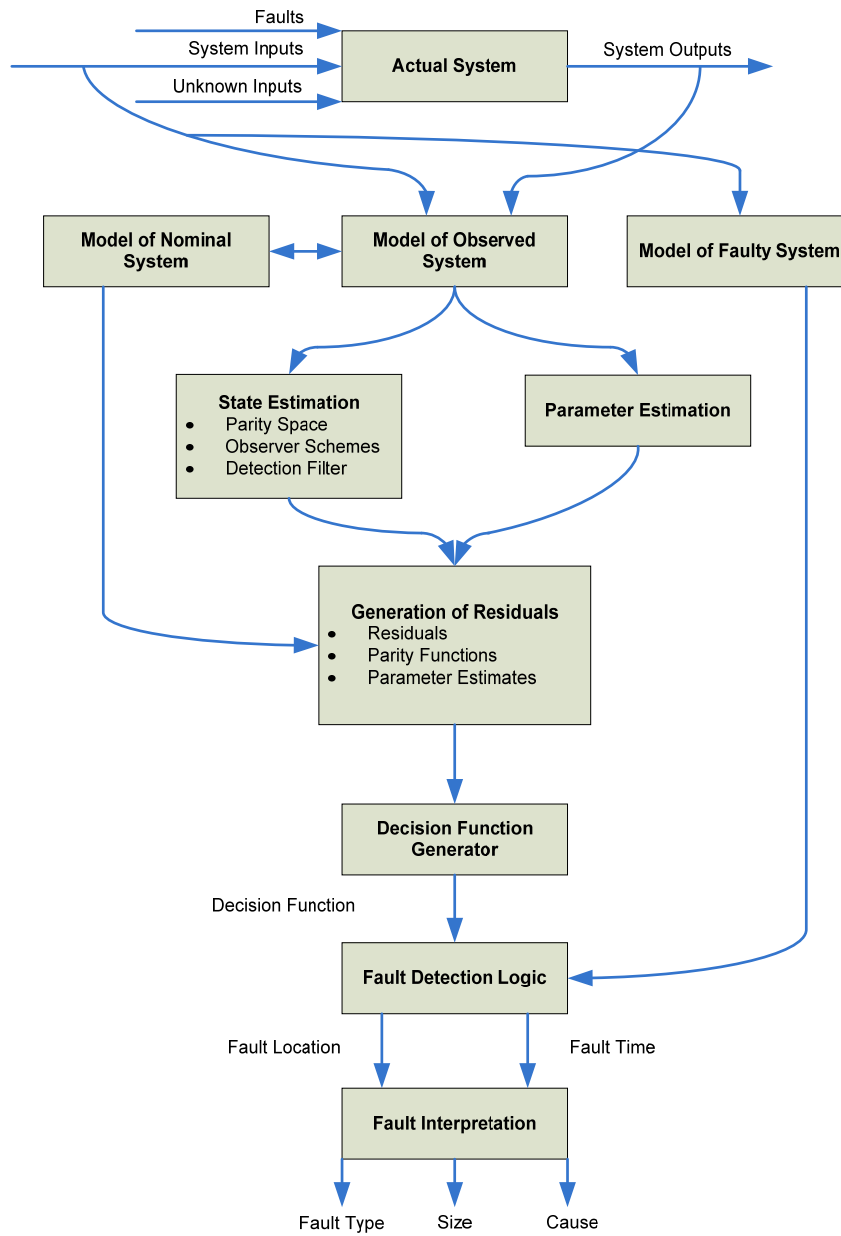 Faults
System Inputs
Unknown Inputs
Actual System
System Outputs
Model of Nominal
System
Model of Observed
System
Model of Faulty System
State Estimation
• Parity Space
• Observer Schemes
• Detection Filter
Parameter Estimation
Generation of Residuals
• Residuals
• Parity Functions
• Parameter Estimates
Decision Function
Generator
Decision Function
Fault Detection Logic
Fault Location
Fault Time
Fault Interpretation
Fault Type
Size
Cause